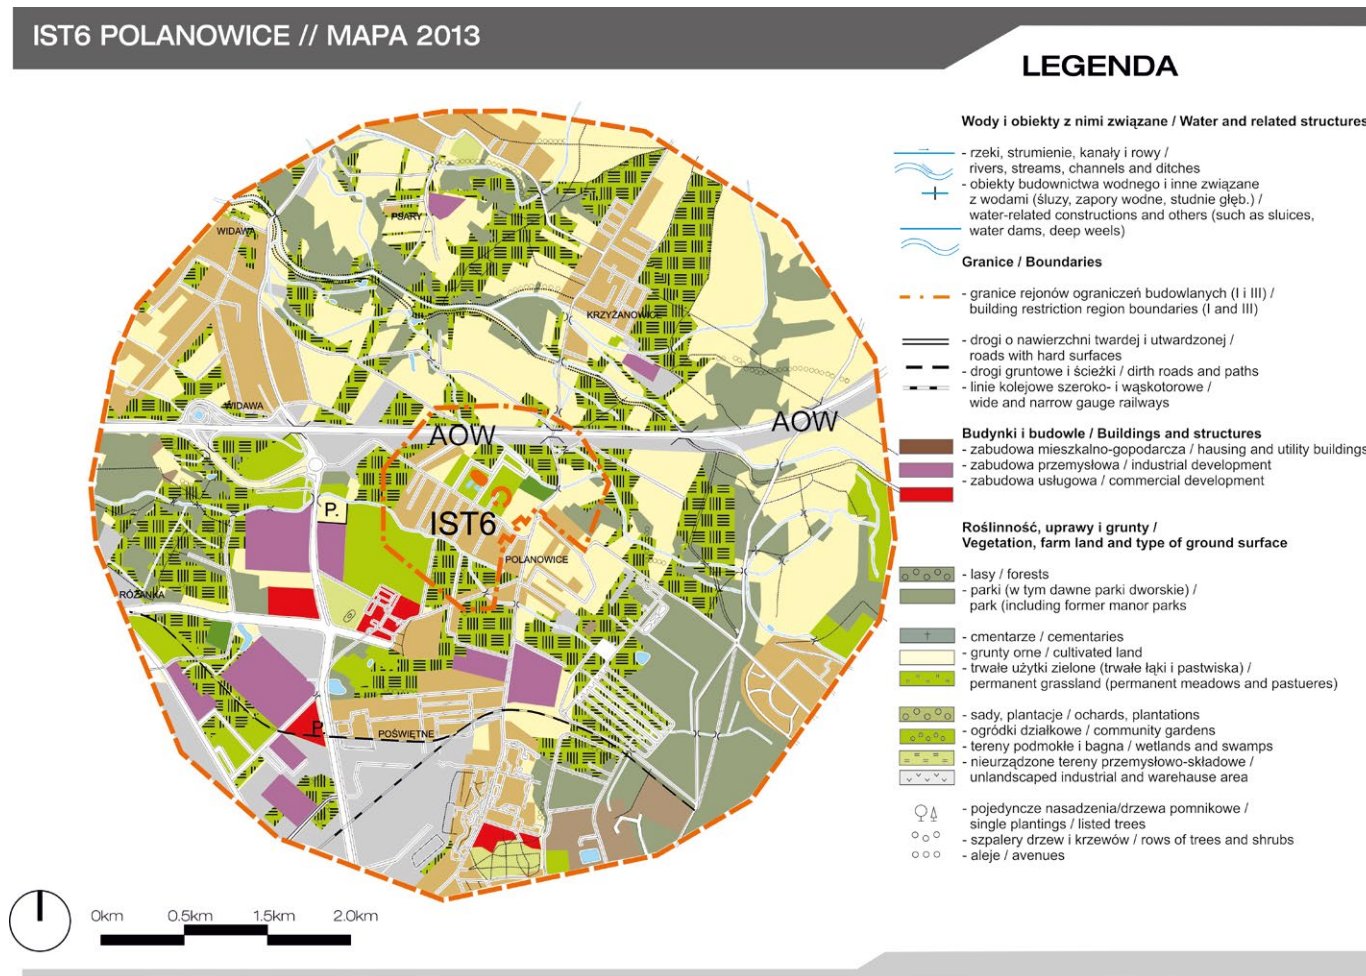 IST6 POLANOWICE // MAPA 2013
LEGENDA
Wody i obiekty z nimi związane / Water and related structures
- rzeki, strumienie, kanały i rowy /
rivers, streams, channels and ditches
- obiekty budownictwa wodnego i inne związane
z wodami (śluzy, zapory wodne, studnie głęb.) /
water-related constructions and others (such as sluices,
water dams, deep weels)
Granice / Boundaries
- granice rejonów ograniczeń budowlanych (I i III) /
building restriction region boundaries (I and III)
- drogi o nawierzchni twardej i utwardzonej /
roads with hard surfaces
- drogi gruntowe i ścieżki / dirth roads and paths
- linie kolejowe szeroko- i wąskotorowe /
wide and narrow gauge railways
Budynki i budowle / Buildings and structures
- zabudowa mieszkalno-gopodarcza / housing and utility buildings
- zabudowa przemysłowa / industrial development
- zabudowa usługowa / commercial development
Roślinność, uprawy i grunty /
Vegetation, farm land and type of ground surface
- lasy / forests
- parki (w tym dawne parki dworskie) /
park (including former manor parks
- cmentarze / cementaries
- grunty orne / cultivated land
- trwałe użytki zielone (trwałe łąki i pastwiska) /
permanent grassland (permanent meadows and pastueres)
- sady, plantacje / ochards, plantations
- ogródki działkowe / community gardens
- tereny podmokłe i bagna / wetlands and swamps
- nieurządzone tereny przemysłowo-składowe /
unlandscaped industrial and warehause area
- pojedyncze nasadzenia/drzewa pomnikowe /
single plantings / listed trees
- szpalery drzew i krzewów / rows of trees and shrubs
- aleje / avenues
PSARY
WIDAWA
KRZYŻANOWICE
WIDAWA
AOW
AOW
P.
IST6
POLANOWICE
RÓŻANKA
P.
POŚWIĘTNE
0km 0.5km 1.5km 2.0km